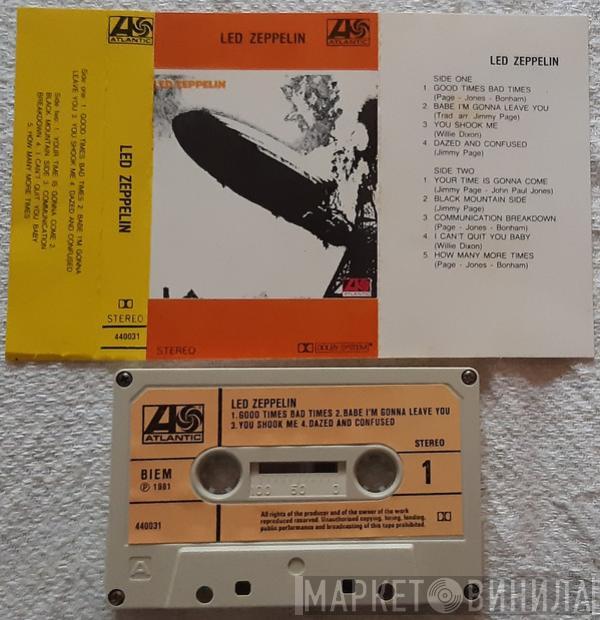 ATLANTIC
Side one: 1. GOOD TIMES BAD TIMES 2. BABE I'M GONNA
LEAVE YOU 3. YOU SHOOK ME 4. DAZED AND CONFUSED
Side two: 1. YOUR TIME IS GONNA COME 2.
BLACK MOUNTAIN SIDE 3. COMMUNICATION
BREAKDOWN 4. I CAN'T QUIT YOU BABY
5. HOW MANY MORE TIMES
LED ZEPPELIN
STEREO
440031
LED ZEPPELIN
ATLANTIC
LED ZEPPELIN
ATLANTIC
STEREO
DOLBY SYSTEM
LED ZEPPELIN
SIDE ONE
1. GOOD TIMES BAD TIMES
(Page - Jones - Bonham)
2. BABE I'M GONNA LEAVE YOU
(Trad. arr. Jimmy Page)
3. YOU SHOOK ME
(Willie Dixon)
4. DAZED AND CONFUSED
(Jimmy Page)
SIDE TWO
1. YOUR TIME IS GONNA COME
(Jimmy Page - John Paul Jones)
2. BLACK MOUNTAIN SIDE
(Jimmy Page)
3. COMMUNICATION BREAKDOWN
(Page - Jones - Bonham)
4. I CAN'T QUIT YOU BABY
(Willie Dixon)
5. HOW MANY MORE TIMES
(Page - Jones - Bonham)
ATLANTIC
LED ZEPPELIN
1.GOOD TIMES BAD TIMES 2.BABE I'M GONNA LEAVE YOU
3.YOU SHOOK ME 4.DAZED AND CONFUSED
STEREO
BIEM
℗ 1981
1
100 50 0
440031
All rights of the producer and of the owner of the work
reproduced reserved. Unauthorised copying, hiring, lending,
public performance and broadcasting of this tape prohibited.
A
МАРКЕТ ВИНИЛА